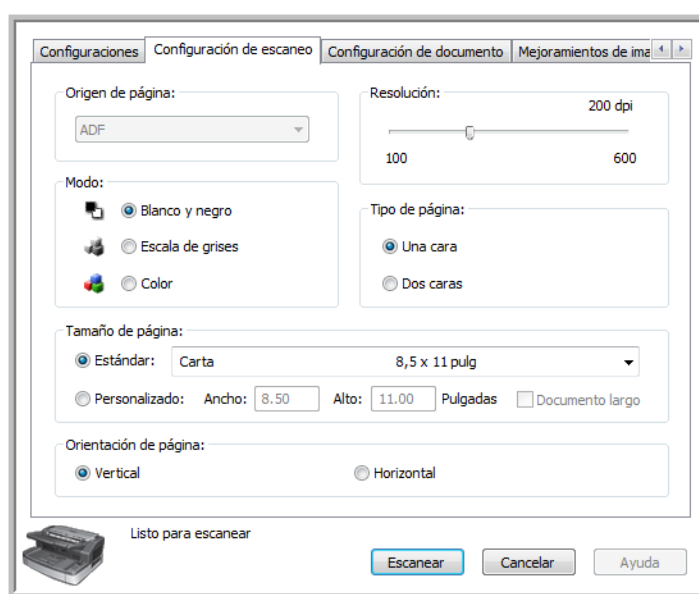 Configuraciones Configuración de escaneo Configuración de documento Mejoramientos de ima
Origen de página:
ADF
Resolución:
200 dpi
100 600
Modo:
Blanco y negro
Escala de grises
Color
Tipo de página:
Una cara
Dos caras
Tamaño de página:
Estándar: Carta 8,5 x 11 pulg
Personalizado: Ancho: 8.50 Alto: 11.00 Pulgadas Documento largo
Orientación de página:
Vertical Horizontal
Listo para escanear
Escanear Cancelar Ayuda